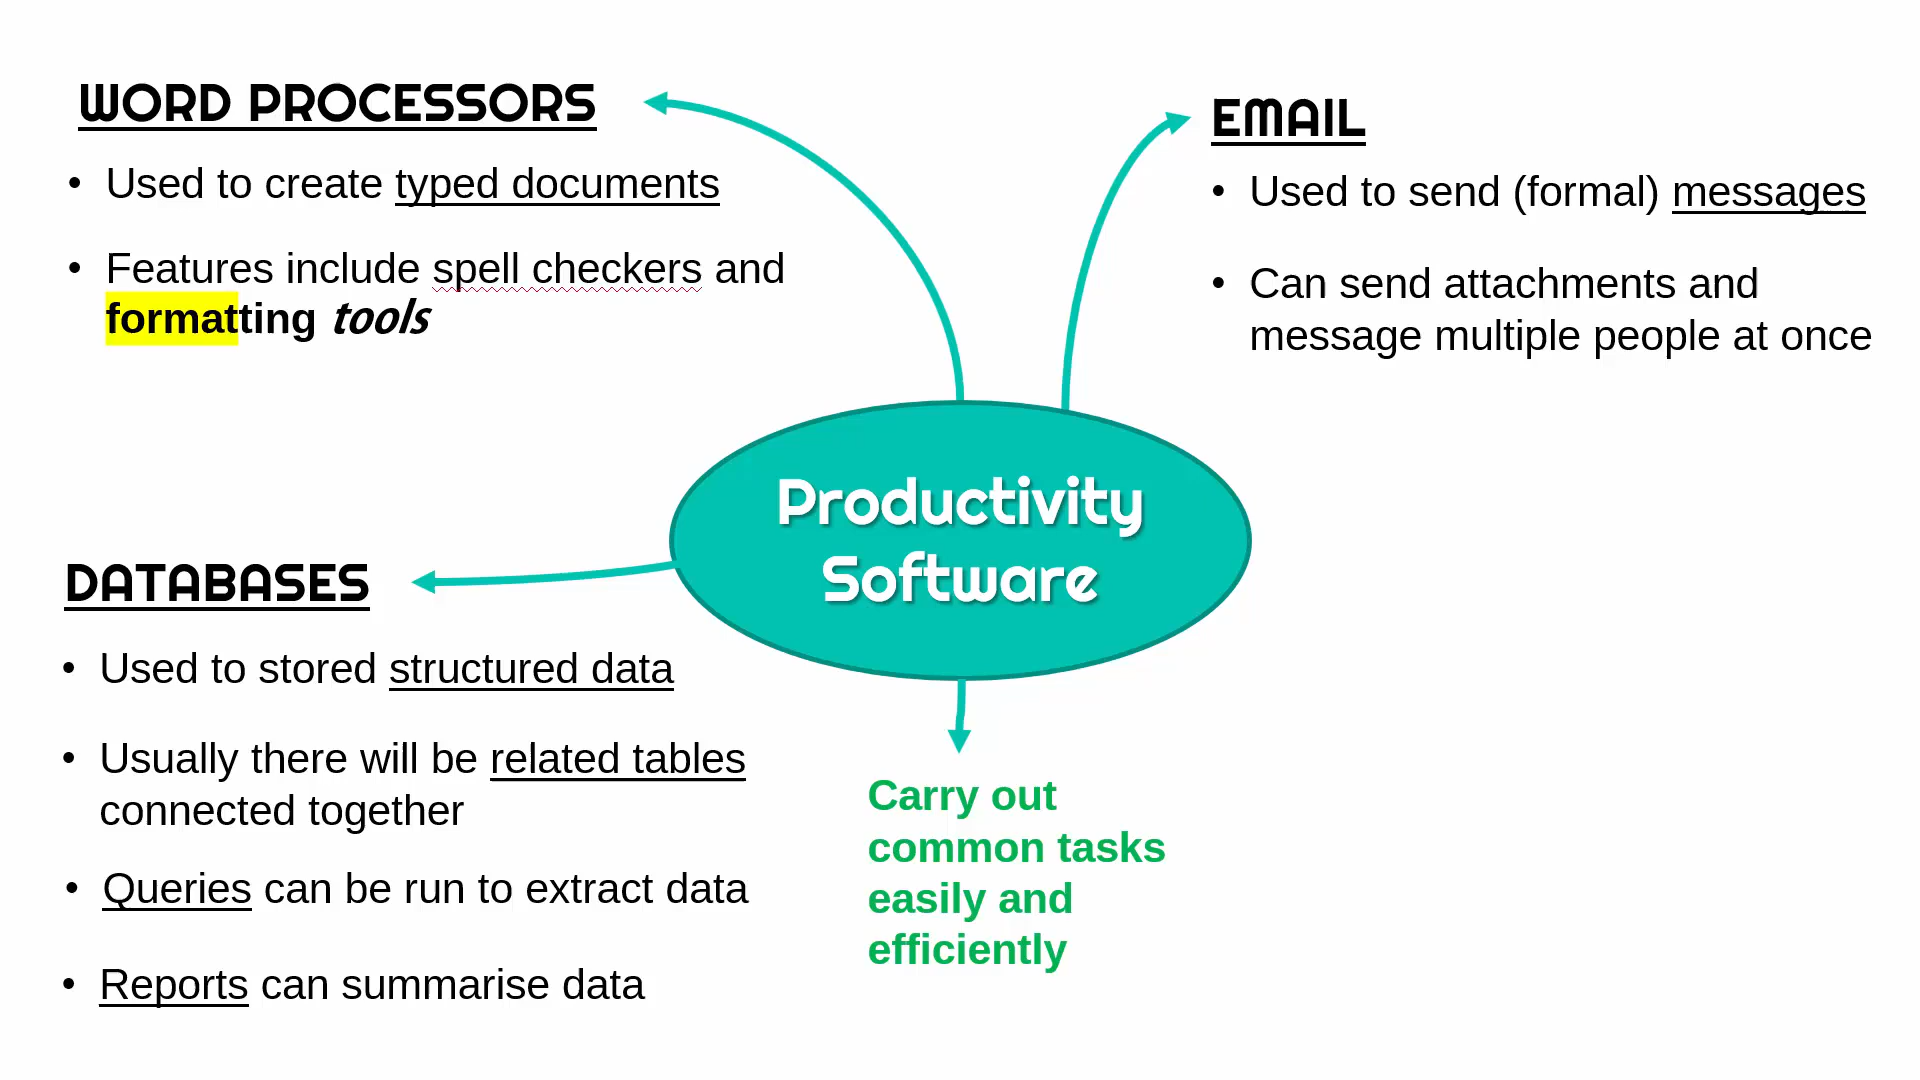 WORD PROCESSORS
• Used to create typed documents
• Features include spell checkers and
formatting tools
EMAIL
• Used to send (formal) messages
• Can send attachments and
message multiple people at once
Productivity
Software
DATABASES
• Used to stored structured data
• Usually there will be related tables
connected together
• Queries can be run to extract data
• Reports can summarise data
Carry out
common tasks
easily and
efficiently